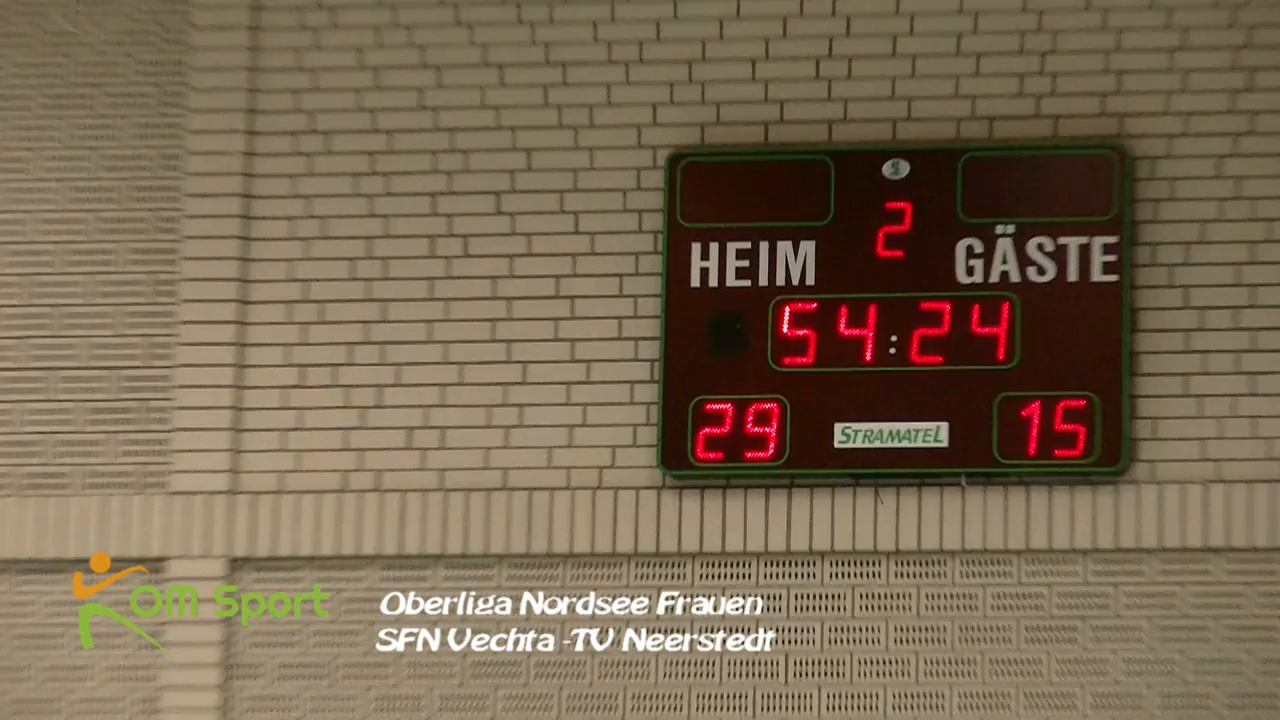 2
HEIM
GÄSTE
54:24
29
STRAMATEL
15
OM Sport
Oberliga Nordsee Frauen
SFN Vechta -TV Neerstedt